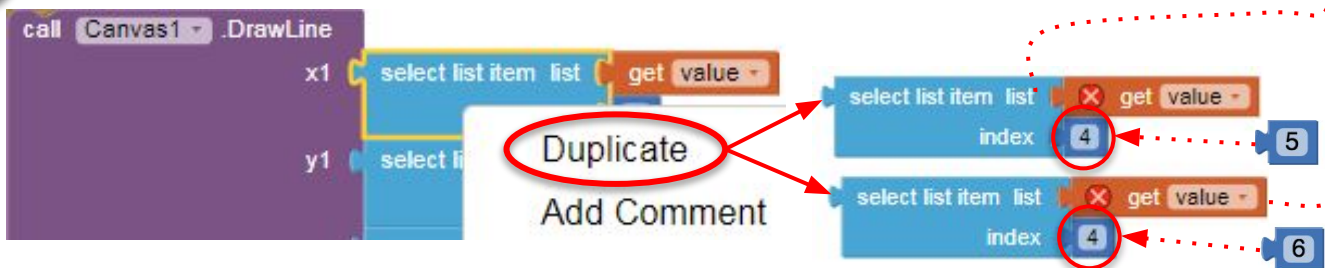 call Canvas1 .DrawLine
x1 select list item list get value
y1 select li
Duplicate
Add Comment
select list item list get value
index 4
5
select list item list get value
index 4
6